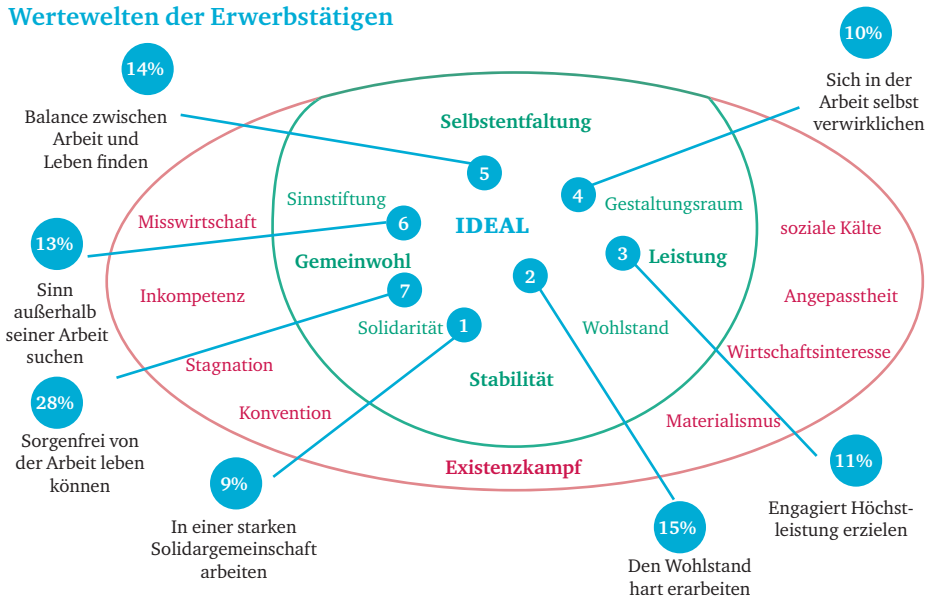 Wertewelten der Erwerbstätigen
14%
Balance zwischen
Arbeit und
Leben finden
10%
Sich in der
Arbeit selbst
verwirklichen
Selbstentfaltung
5
4
Sinnstiftung
Gestaltungsraum
Misswirtschaft
6
IDEAL
soziale Kälte
13%
Sinn
außerhalb
seiner Arbeit
suchen
Gemeinwohl
3
Leistung
2
7
Inkompetenz
Angepasstheit
Solidarität
1
Wohlstand
Wirtschaftsinteresse
Stagnation
Stabilität
28%
Sorgenfrei von
der Arbeit leben
können
Konvention
Materialismus
Existenzkampf
9%
In einer starken
Solidargemeinschaft
arbeiten
15%
Den Wohlstand
hart erarbeiten
11%
Engagiert Höchst-
leistung erzielen